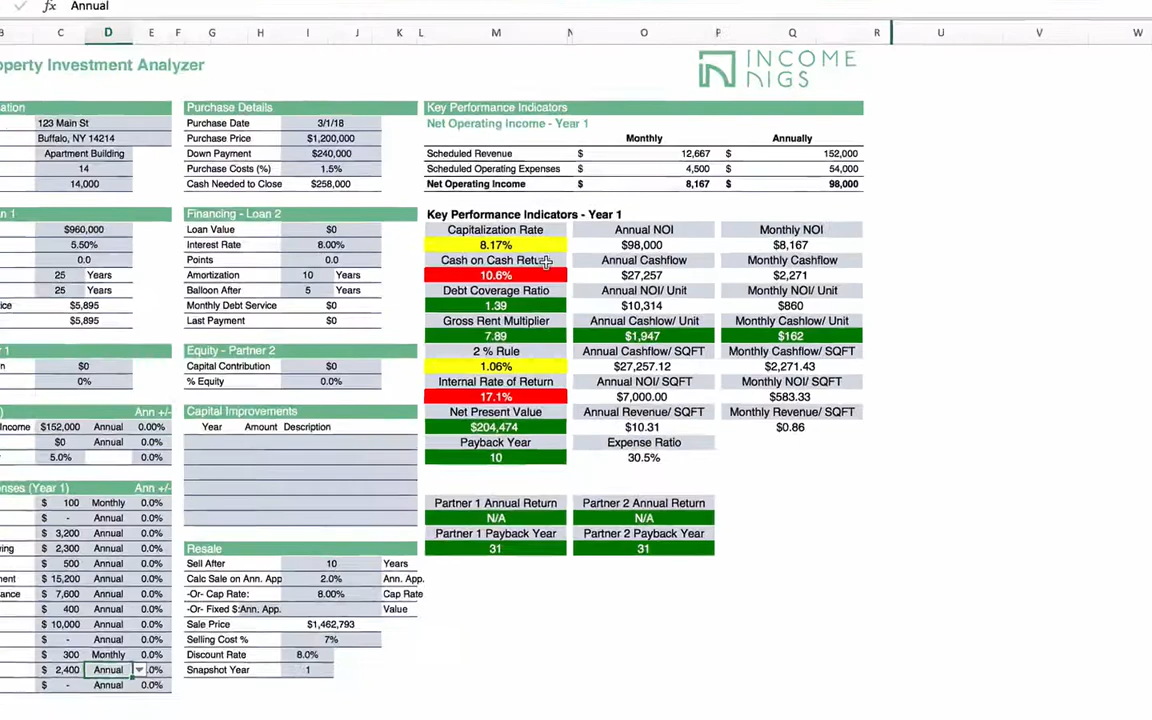 fx Annual
B C D E F G H I J K L M N O P Q R U V W
operty Investment Analyzer
INCOME
DIGS
ation
123 Main St
Buffalo, NY 14214
Apartment Building
14
14,000
Purchase Details
Purchase Date 3/1/18
Purchase Price $1,200,000
Down Payment $240,000
Purchase Costs (%) 1.5%
Cash Needed to Close $258,000
Key Performance Indicators
Net Operating Income - Year 1
Monthly Annually
Scheduled Revenue $ 12,667 $ 152,000
Scheduled Operating Expenses $ 4,500 $ 54,000
Net Operating Income $ 8,167 $ 98,000
n 1
$960,000
5.50%
0.0
25 Years
25 Years
ice $5,895
$5,895
Financing - Loan 2
Loan Value $0
Interest Rate 8.00%
Points 0.0
Amortization 10 Years
Balloon After 5 Years
Monthly Debt Service $0
Last Payment $0
Key Performance Indicators - Year 1
Capitalization Rate Annual NOI Monthly NOI
8.17% $98,000 $8,167
Cash on Cash Return Annual Cashflow Monthly Cashflow
10.6% $27,257 $2,271
Debt Coverage Ratio Annual NOI/ Unit Monthly NOI/ Unit
1.39 $10,314 $860
Gross Rent Multiplier Annual Cashlow/ Unit Monthly Cashlow/ Unit
7.89 $1,947 $162
2 % Rule Annual Cashflow/ SQFT Monthly Cashflow/ SQFT
1.06% $27,257.12 $2,271.43
Internal Rate of Return Annual NOI/ SQFT Monthly NOI/ SQFT
17.1% $7,000.00 $583.33
Net Present Value Annual Revenue/ SQFT Monthly Revenue/ SQFT
$204,474 $10.31 $0.86
Payback Year Expense Ratio
10 30.5%
Partner 1 Annual Return Partner 2 Annual Return
N/A N/A
Partner 1 Payback Year Partner 2 Payback Year
31 31
r 1
n $0
0%
Equity - Partner 2
Capital Contribution $0
% Equity 0.0%
) Ann +/-
Income $152,000 Annual 0.00%
$0 Annual 0.0%
5.0% 0.0%
Capital Improvements
Year Amount Description
nses (Year 1) Ann +/-
$ 100 Monthly 0.0%
$ - Annual 0.0%
$ 3,200 Annual 0.0%
ving $ 2,300 Annual 0.0%
$ 500 Annual 0.0%
ment $ 15,200 Annual 0.0%
ance $ 7,600 Annual 0.0%
$ 400 Annual 0.0%
$ 10,000 Annual 0.0%
$ - Annual 0.0%
$ 300 Monthly 0.0%
$ 2,400 Annual .0%
$ - Annual 0.0%
Resale
Sell After 10 Years
Calc Sale on Ann. App 2.0% Ann. App.
-Or- Cap Rate: 8.00% Cap Rate
-Or- Fixed $:Ann. App. Value
Sale Price $1,462,793
Selling Cost % 7%
Discount Rate 8.0%
Snapshot Year 1